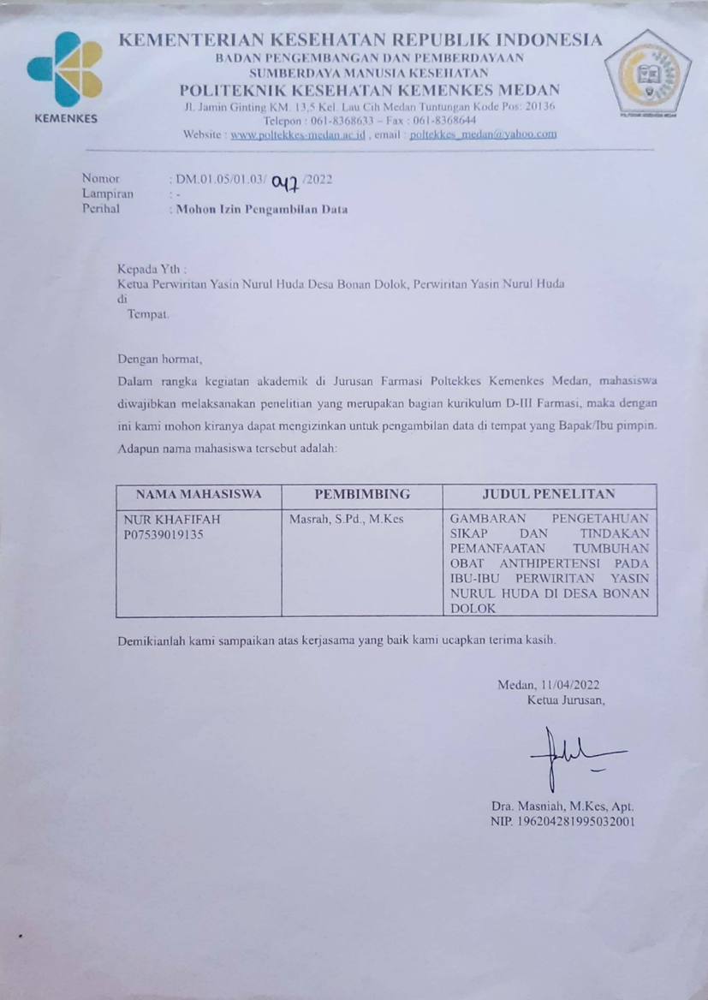 KEMENTERIAN KESEHATAN REPUBLIK INDONESIA
BADAN PENGEMBANGAN DAN PEMBERDAYAAN
SUMBERDAYA MANUSIA KESEHATAN
POLITEKNIK KESEHATAN KEMENKES MEDAN
Jl. Jamin Ginting KM. 13,5 Kel. Lau Cih Medan Tuntungan Kode Pos: 20136
Telepon : 061-8368633 – Fax : 061-8368644
Website : www.poltekkes-medan.ac.id , email : poltekkes_medan@yahoo.com
KEMENKES
POLITEKNIK KESEHATAN MEDAN
Nomor : DM.01.05/01.03/ /2022
Lampiran : -
Perihal : Mohon Izin Pengambilan Data
Kepada Yth :
Ketua Perwiritan Yasin Nurul Huda Desa Bonan Dolok, Perwiritan Yasin Nurul Huda
di
Tempat.
Dengan hormat,
Dalam rangka kegiatan akademik di Jurusan Farmasi Poltekkes Kemenkes Medan, mahasiswa
diwajibkan melaksanakan penelitian yang merupakan bagian kurikulum D-III Farmasi, maka dengan
ini kami mohon kiranya dapat mengizinkan untuk pengambilan data di tempat yang Bapak/Ibu pimpin.
Adapun nama mahasiswa tersebut adalah:
NAMA MAHASISWA PEMBIMBING JUDUL PENELITAN
NUR KHAFIFAH Masrah, S.Pd., M.Kes GAMBARAN PENGETAHUAN
P07539019135 SIKAP DAN TINDAKAN
PEMANFAATAN TUMBUHAN
OBAT ANTHIPERTENSI PADA
IBU-IBU PERWIRITAN YASIN
NURUL HUDA DI DESA BONAN
DOLOK
Demikianlah kami sampaikan atas kerjasama yang baik kami ucapkan terima kasih.
Medan, 11/04/2022
Ketua Jurusan,
Dra. Masniah, M.Kes, Apt.
NIP. 196204281995032001